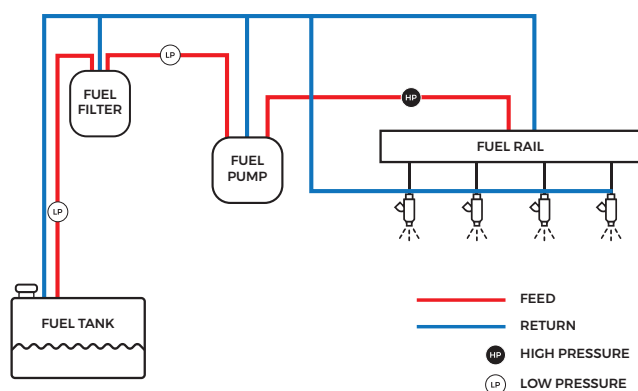 LP
FUEL
FILTER
HP
FUEL
PUMP
FUEL RAIL
LP
FUEL TANK
FEED
RETURN
HP HIGH PRESSURE
LP LOW PRESSURE